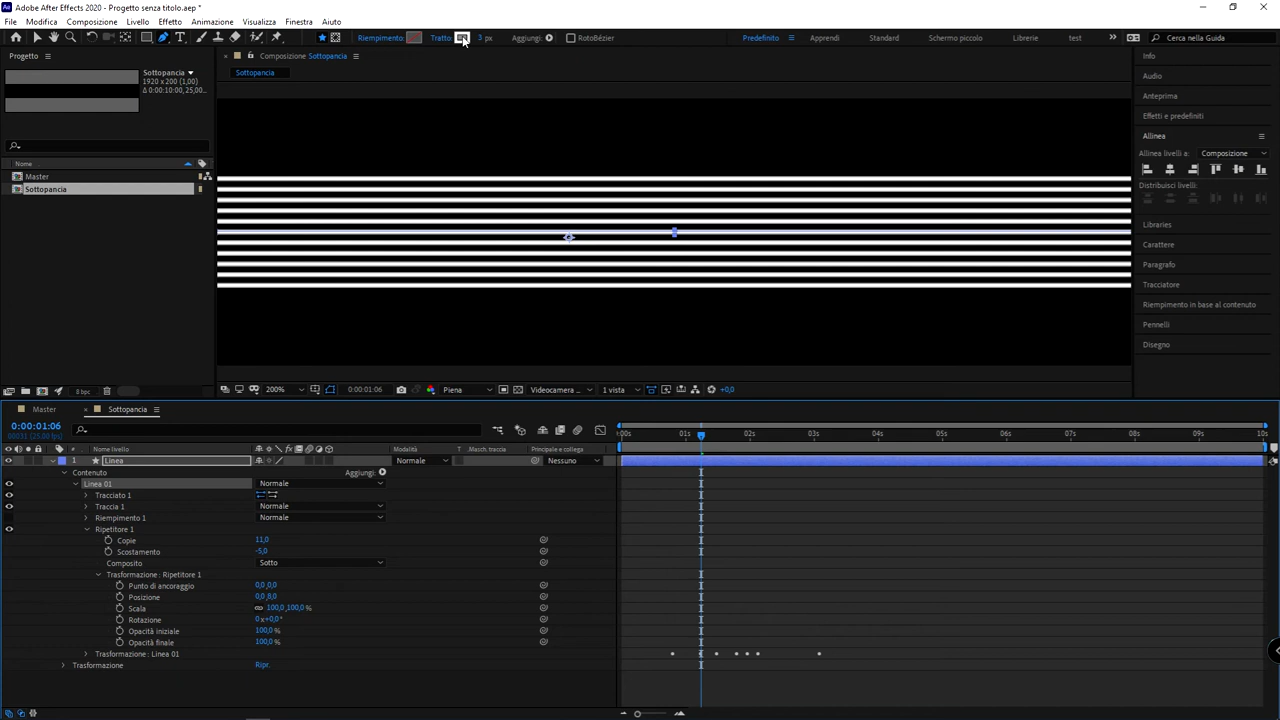 Adobe After Effects 2020 - Progetto senza titolo.aep *
File Modifica Composizione Livello Effetto Animazione Visualizza Finestra Aiuto
Riempimento: Tratto: 3 px Aggiungi: RotoBézier Predefinito Apprendi Standard Schermo piccolo Librerie test Cerca nella Guida
Progetto
Sottopancia
1920 x 200 (1,00)
Δ 0:00:10:00, 25,00...
Nome
Master
Sottopancia
8 bpc
Composizione Sottopancia
Sottopancia
200% 0:00:01:06 Piena Videocamera ... 1 vista +0,0
Info
Audio
Anteprima
Effetti e predefiniti
Allinea
Allinea livelli a: Composizione
Distribuisci livelli:
Libraries
Carattere
Paragrafo
Tracciatore
Riempimento in base al contenuto
Pennelli
Disegno
Master Sottopancia
0:00:01:06
00031 (25,00 fps)
# Nome livello Modalità T Masch. traccia Principale e collega
:00s 01s 02s 03s 04s 05s 06s 07s 08s 09s 10s
1 Linea Normale Nessuno
Contenuto Aggiungi:
Linea 01 Normale
Tracciato 1
Traccia 1 Normale
Riempimento 1 Normale
Ripetitore 1
Copie 11,0
Scostamento -5,0
Composito Sotto
Trasformazione : Ripetitore 1
Punto di ancoraggio 0,0 ,0,0
Posizione 0,0 ,8,0
Scala 100,0 ,100,0 %
Rotazione 0 x+0,0 °
Opacità iniziale 100,0 %
Opacità finale 100,0 %
Trasformazione : Linea 01
Trasformazione Ripr.